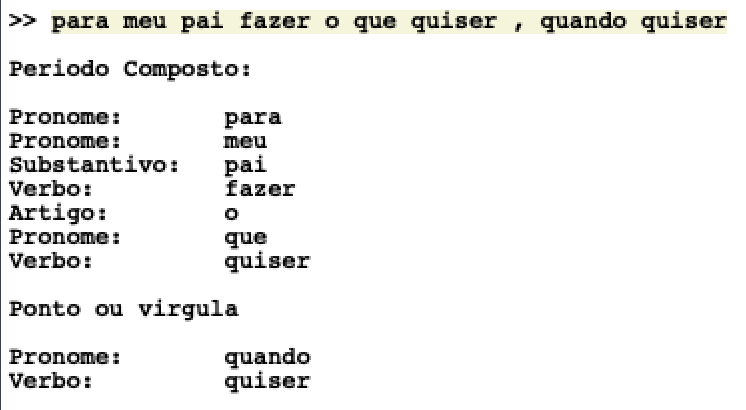 >> para meu pai fazer o que quiser , quando quiser
Periodo Composto:
Pronome: para
Pronome: meu
Substantivo: pai
Verbo: fazer
Artigo: o
Pronome: que
Verbo: quiser
Ponto ou virgula
Pronome: quando
Verbo: quiser